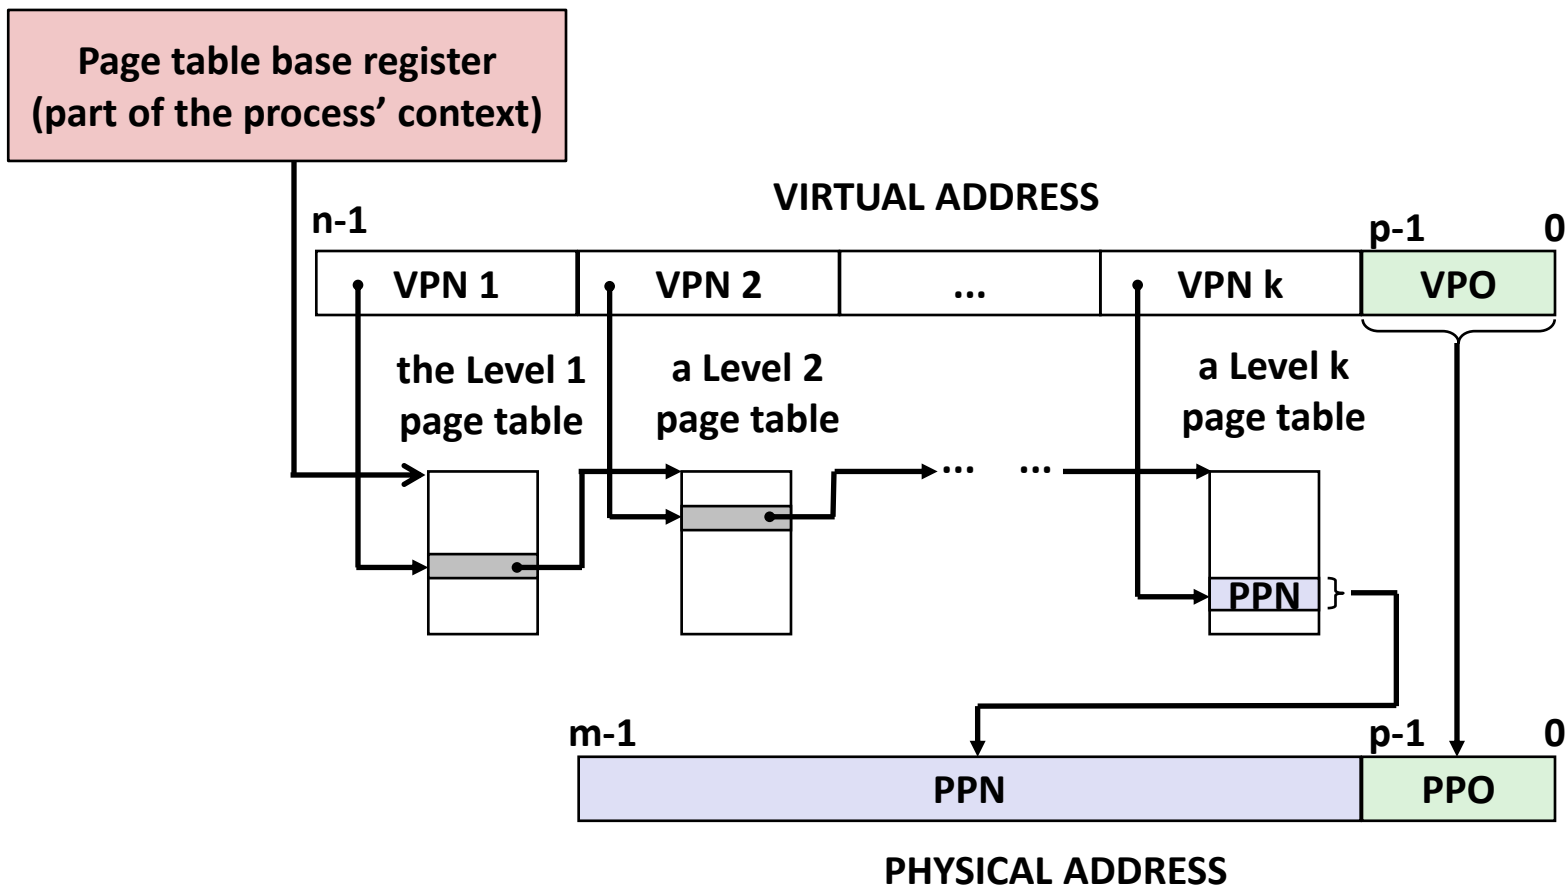 Page table base register
(part of the process’ context)
VIRTUAL ADDRESS
n-1
p-1
0
VPN 1
VPN 2
...
VPN k
VPO
the Level 1
page table
a Level 2
page table
a Level k
page table
...
...
PPN
m-1
p-1
0
PPN
PPO
PHYSICAL ADDRESS